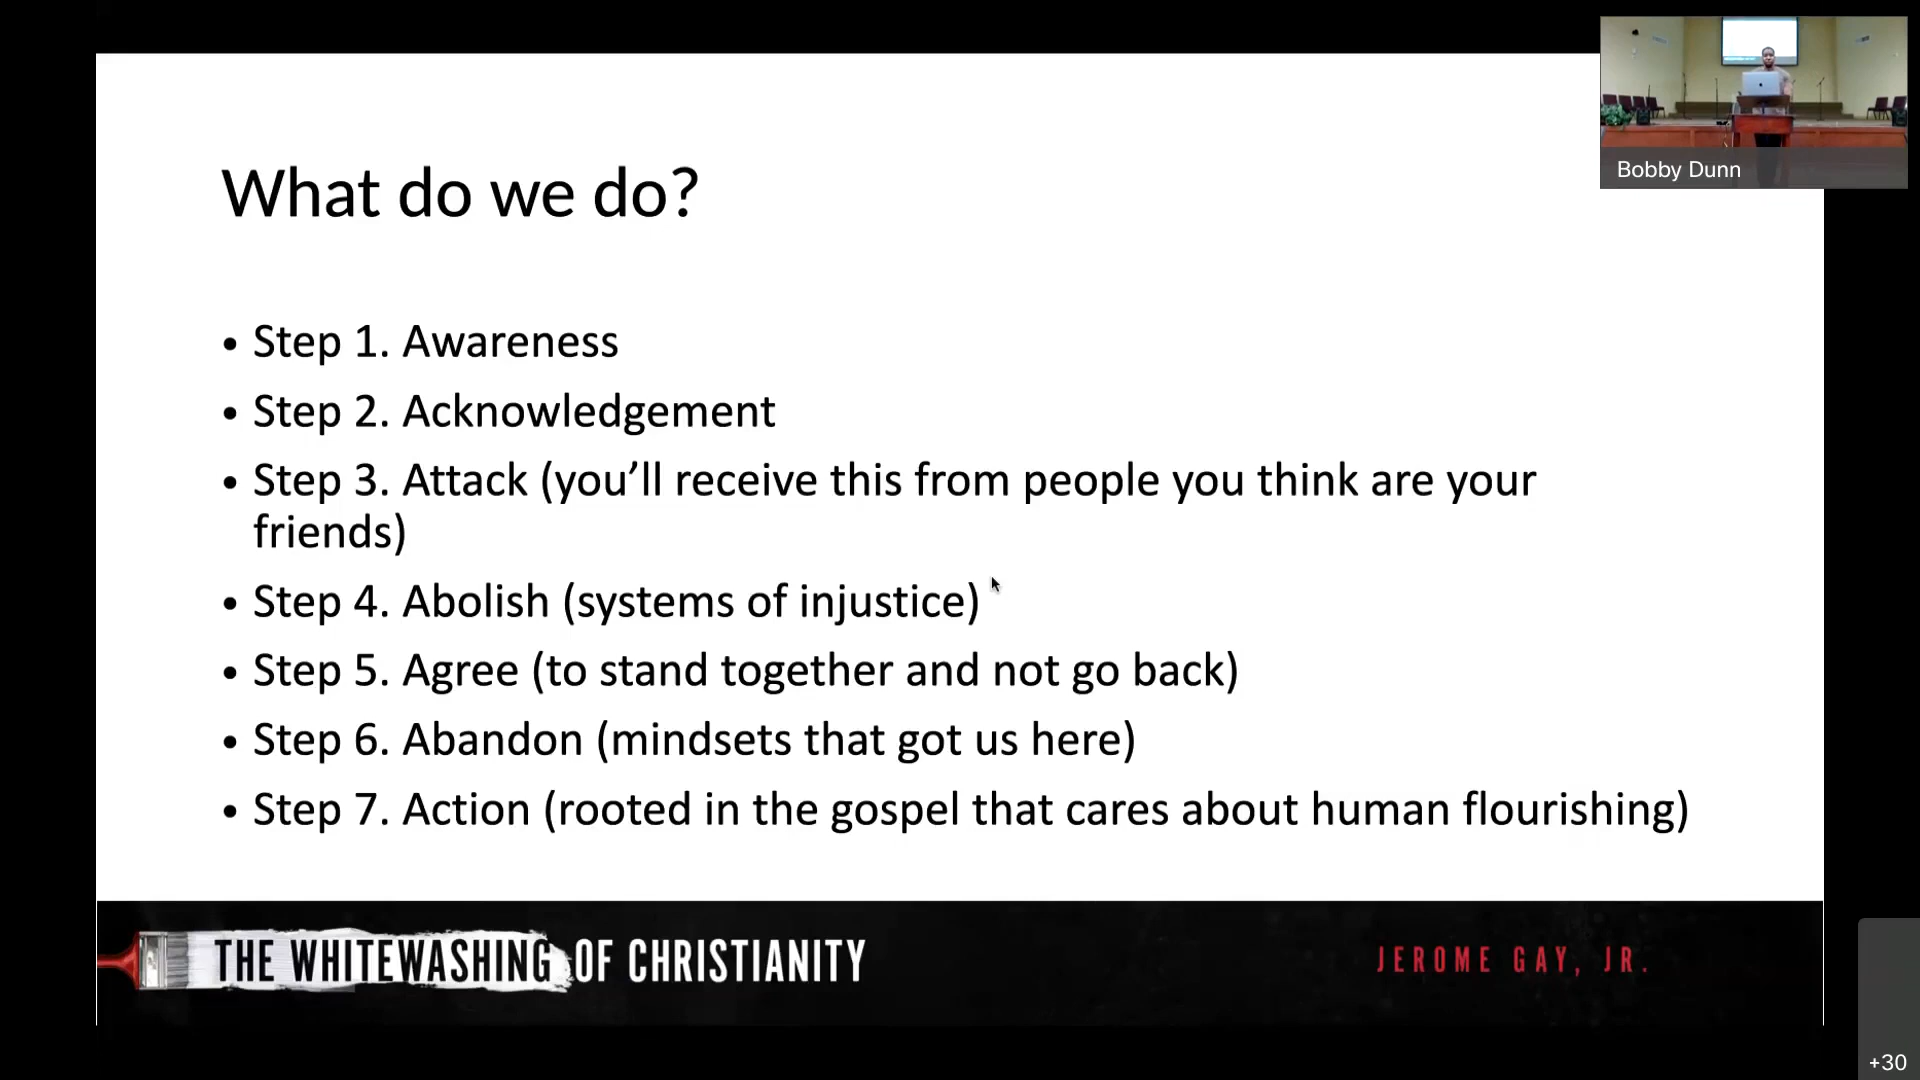 Bobby Dunn
What do we do?
• Step 1. Awareness
• Step 2. Acknowledgement
• Step 3. Attack (you’ll receive this from people you think are your
friends)
• Step 4. Abolish (systems of injustice)
• Step 5. Agree (to stand together and not go back)
• Step 6. Abandon (mindsets that got us here)
• Step 7. Action (rooted in the gospel that cares about human flourishing)
THE WHITEWASHING OF CHRISTIANITY
JEROME GAY, JR.
+30